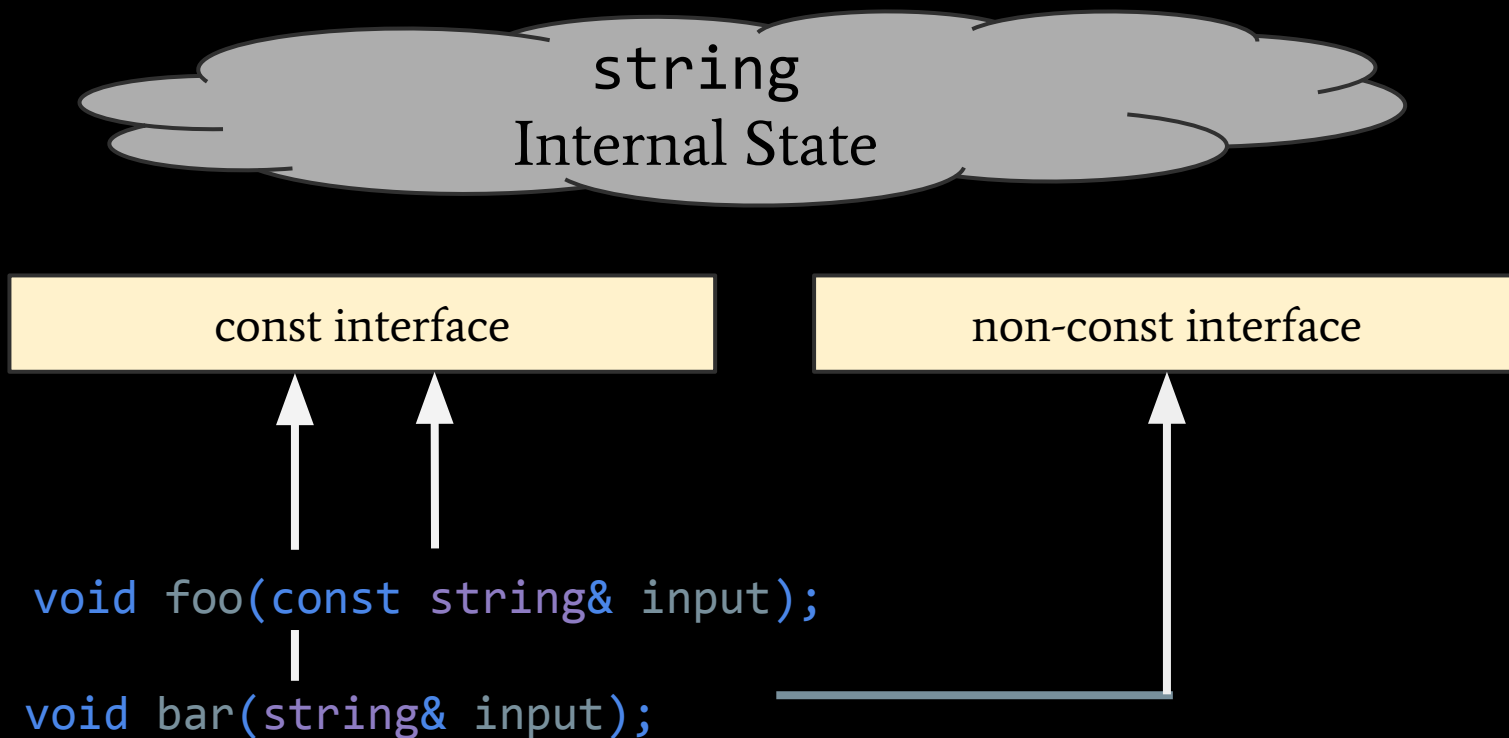 string
Internal State
const interface
non-const interface
void foo(const string& input);
void bar(string& input);